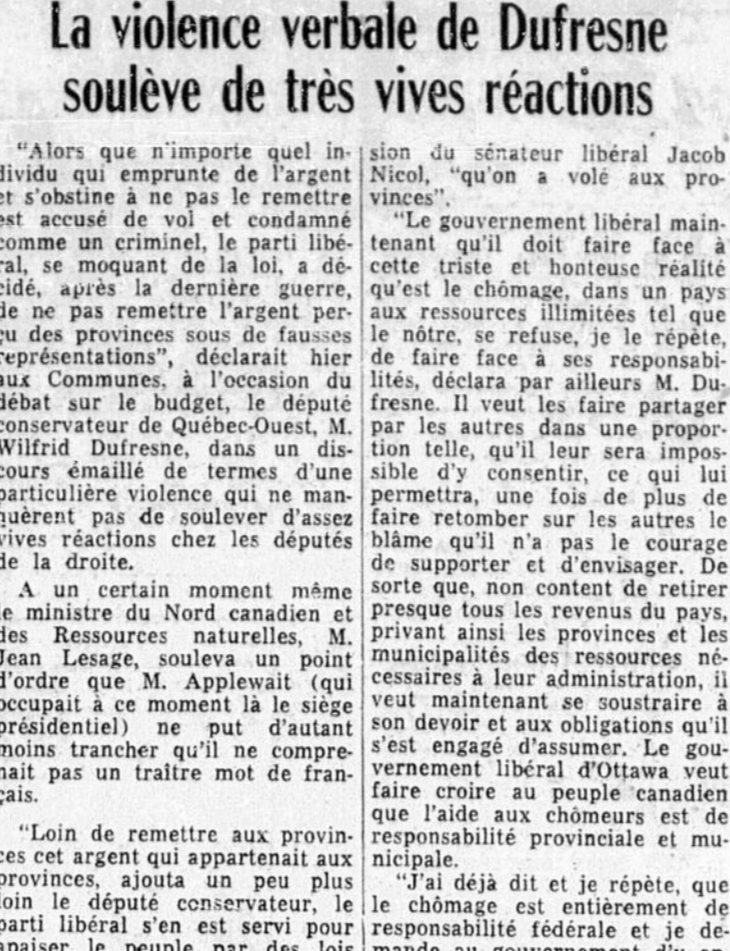 La violence verbale de Dufresne
soulève de très vives réactions
"Alors que n'importe quel in-
dividu qui emprunte de l'argent
et s'obstine à ne pas le remettre
est accusé de vol et condamné
comme un criminel, le parti libé-
ral, se moquant de la loi, a dé-
cidé, après la dernière guerre,
de ne pas remettre l'argent per-
çu des provinces sous de fausses
représentations", déclarait hier
aux Communes, à l'occasion du
débat sur le budget, le député
conservateur de Québec-Ouest, M.
Wilfrid Dufresne, dans un dis-
cours émaillé de termes d'une
particulière violence qui ne man-
quèrent pas de soulever d'assez
vives réactions chez les députés
de la droite.
A un certain moment même
le ministre du Nord canadien et
des Ressources naturelles, M.
Jean Lesage, souleva un point
d'ordre que M. Applewait (qui
occupait à ce moment là le siège
présidentiel) ne put d'autant
moins trancher qu'il ne compre-
nait pas un traître mot de fran-
çais.
"Loin de remettre aux provin-
ces cet argent qui appartenait aux
provinces, ajouta un peu plus
loin le député conservateur, le
parti libéral s'en est servi pour
apaiser le peuple par des lois
sion du sénateur libéral Jacob
Nicol, "qu'on a volé aux pro-
vinces".
"Le gouvernement libéral main-
tenant qu'il doit faire face à
cette triste et honteuse réalité
qu'est le chômage, dans un pays
aux ressources illimitées tel que
le nôtre, se refuse, je le répète,
de faire face à ses responsabi-
lités, déclara par ailleurs M. Du-
fresne. Il veut les faire partager
par les autres dans une propor-
tion telle, qu'il leur sera impos-
sible d'y consentir, ce qui lui
permettra, une fois de plus de
faire retomber sur les autres le
blâme qu'il n'a pas le courage
de supporter et d'envisager. De
sorte que, non content de retirer
presque tous les revenus du pays,
privant ainsi les provinces et les
municipalités des ressources né-
cessaires à leur administration, il
veut maintenant se soustraire à
son devoir et aux obligations qu'il
s'est engagé d'assumer. Le gou-
vernement libéral d'Ottawa veut
faire croire au peuple canadien
que l'aide aux chômeurs est de
responsabilité provinciale et mu-
nicipale.
"J'ai déjà dit et je répète, que
le chômage est entièrement de
responsabilité fédérale et je de-
mande au gouvernement d'y